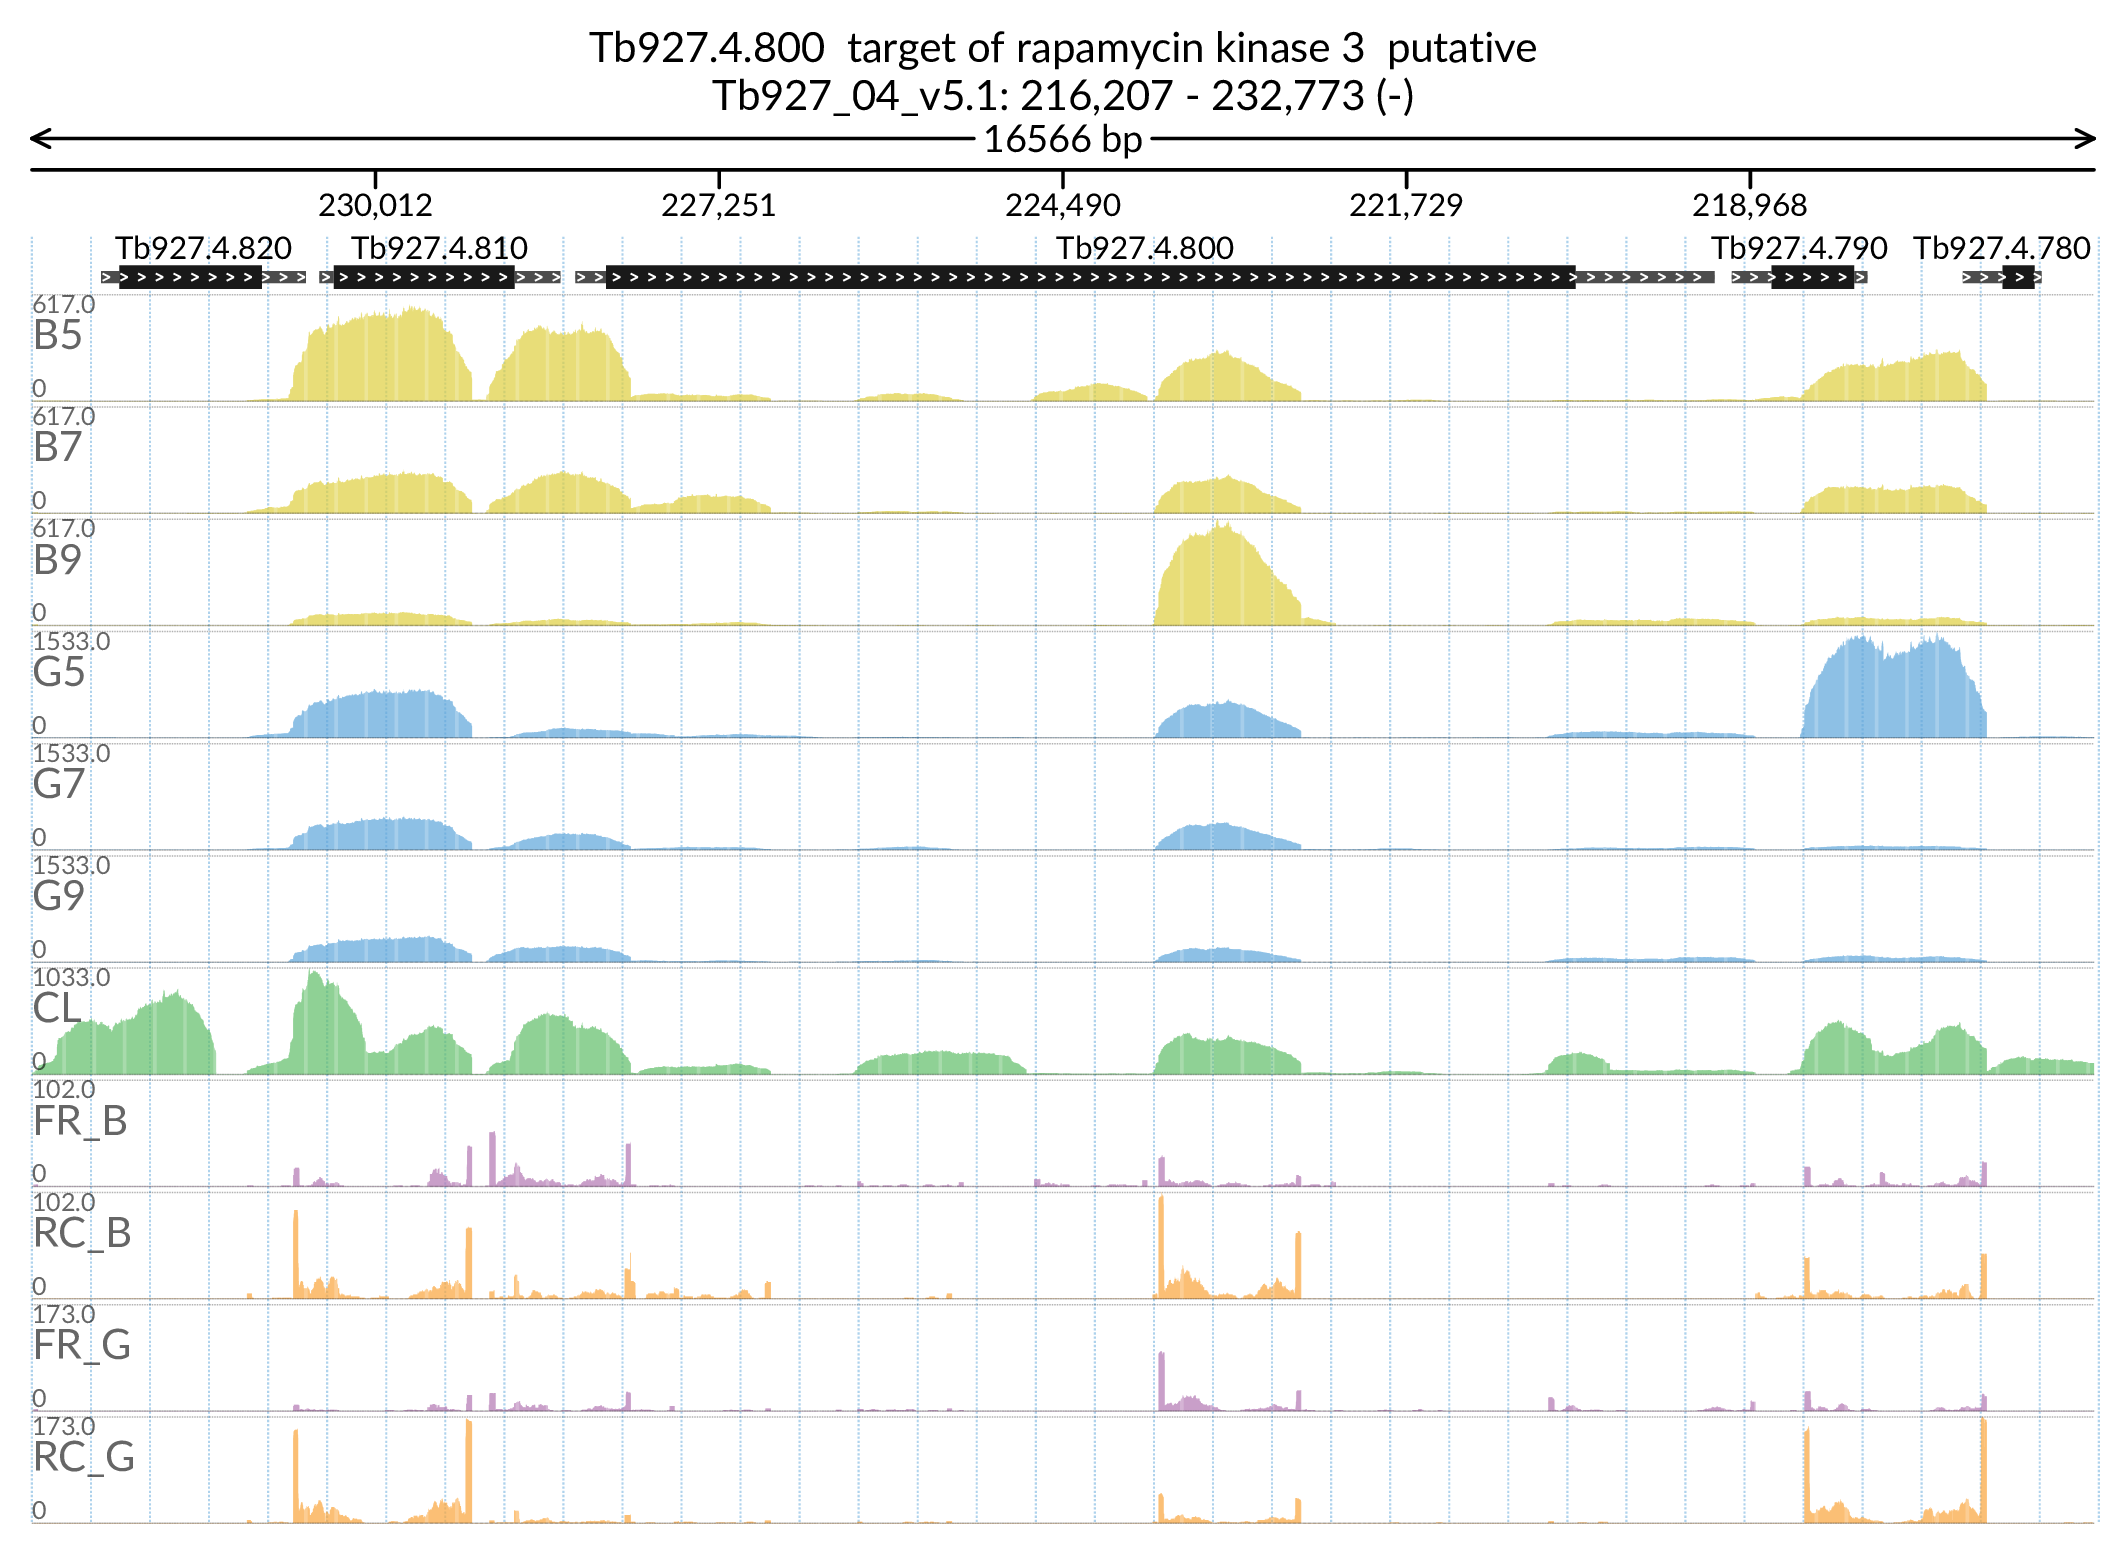 Tb927.4.800  target of rapamycin kinase 3  putative
Tb927_04_v5.1: 216,207 - 232,773 (-)
16566 bp
230,012 227,251 224,490 221,729 218,968
Tb927.4.820 Tb927.4.810 Tb927.4.800 Tb927.4.790 Tb927.4.780
617.0
B5
0
617.0
B7
0
617.0
B9
0
1533.0
G5
0
1533.0
G7
0
1533.0
G9
0
1033.0
CL
0
102.0
FR_B
0
102.0
RC_B
0
173.0
FR_G
0
173.0
RC_G
0